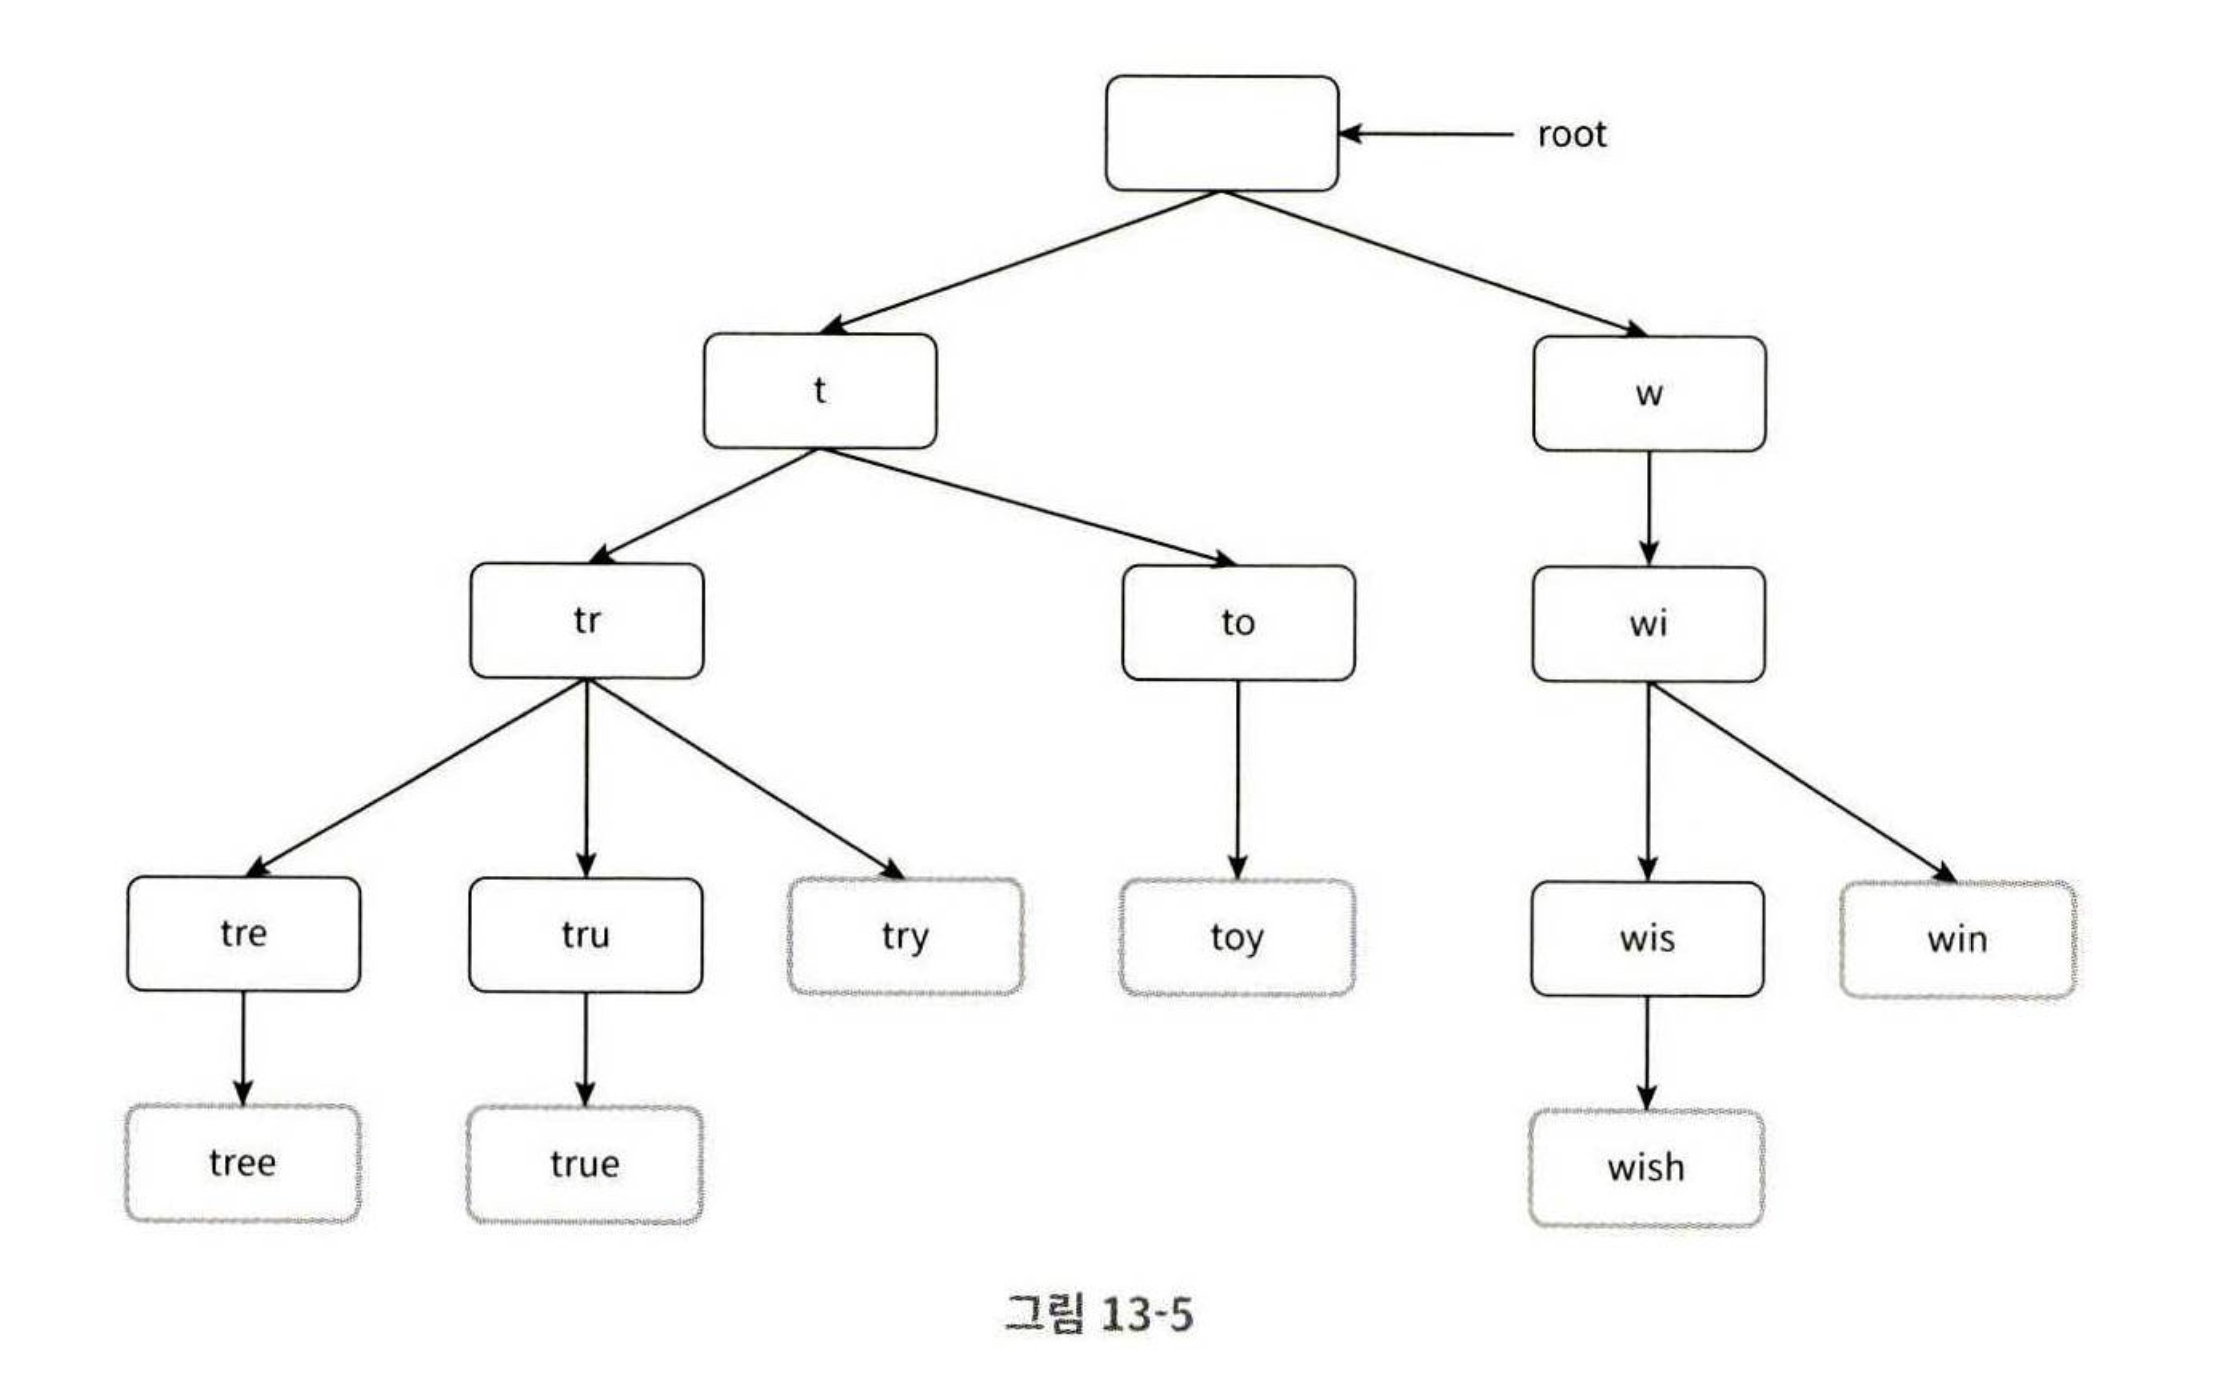 root
t
w
tr
to
wi
tre
tru
try
toy
wis
win
tree
true
wish
그림 13-5